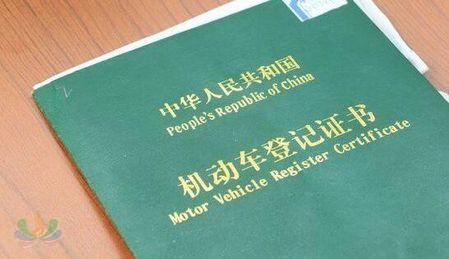 中华人民共和国
People's Republic of China
机动车登记证书
Motor Vehicle Register Certificate